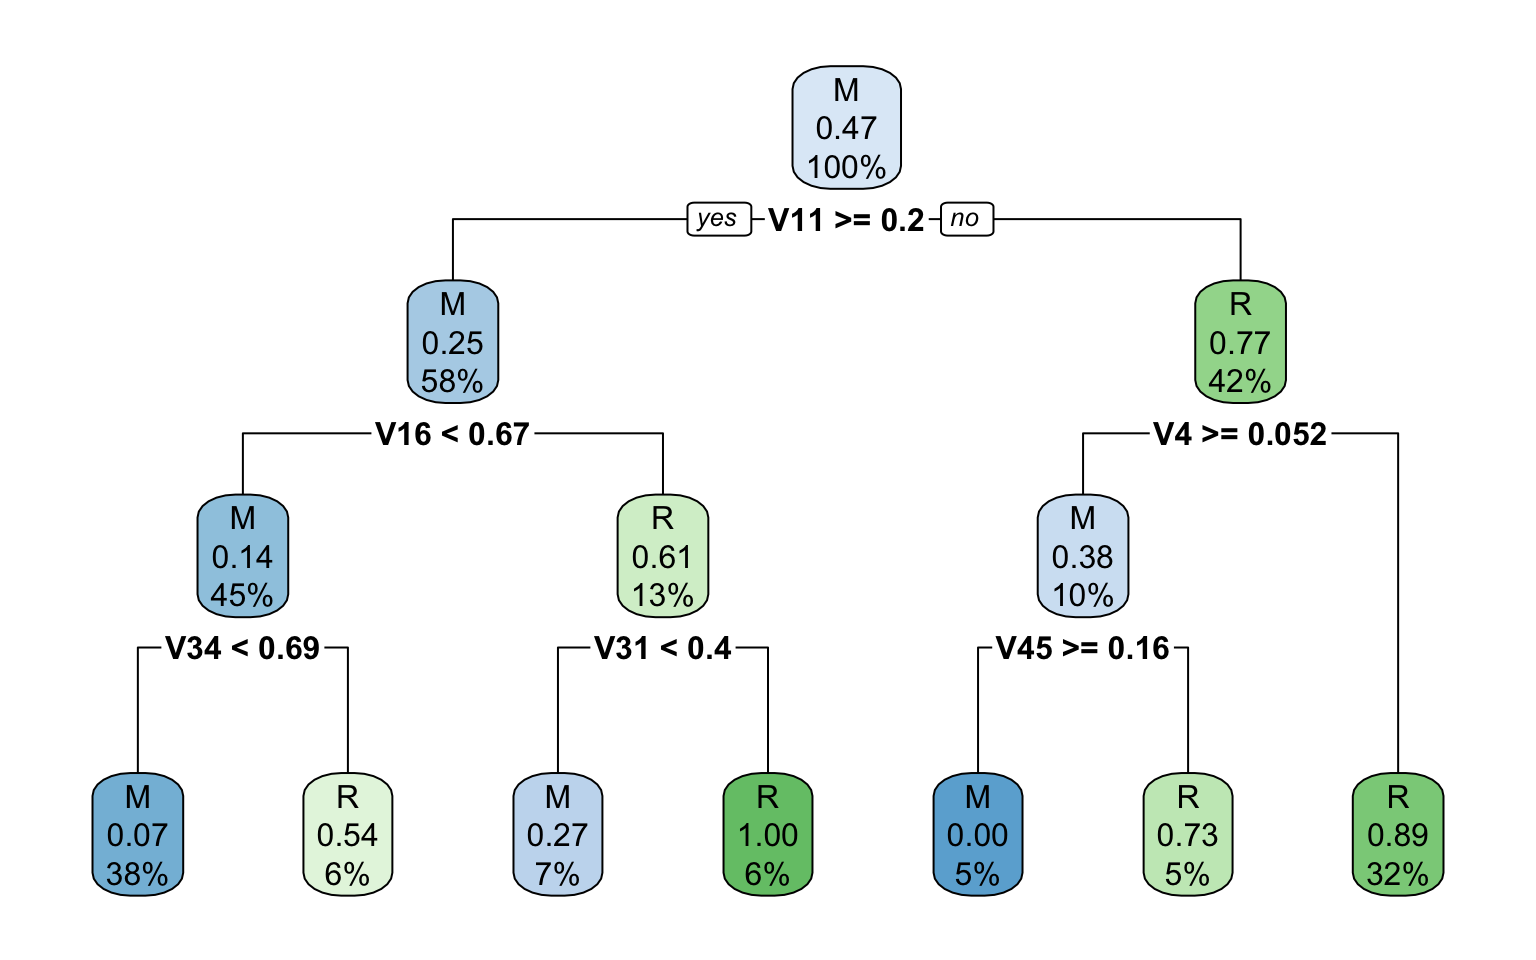 M
0.47
100%
yes V11 >= 0.2 no
M
0.25
58%
R
0.77
42%
V16 < 0.67
V4 >= 0.052
M
0.14
45%
R
0.61
13%
M
0.38
10%
V34 < 0.69
V31 < 0.4
V45 >= 0.16
M
0.07
38%
R
0.54
6%
M
0.27
7%
R
1.00
6%
M
0.00
5%
R
0.73
5%
R
0.89
32%